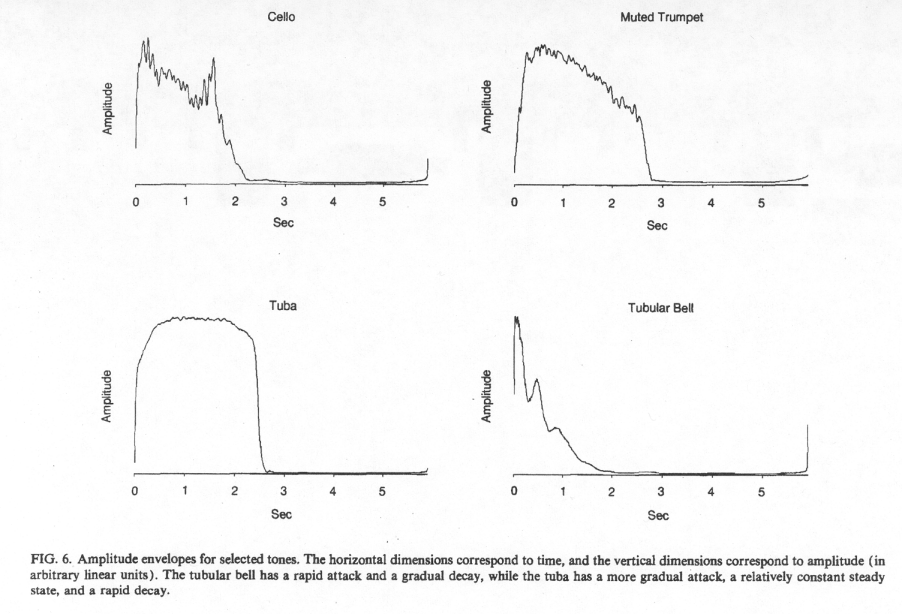 Cello
Amplitude
0 1 2 3 4 5
Sec
Muted Trumpet
Amplitude
0 1 2 3 4 5
Sec
Tuba
Amplitude
0 1 2 3 4 5
Sec
Tubular Bell
Amplitude
0 1 2 3 4 5
Sec
FIG. 6. Amplitude envelopes for selected tones. The horizontal dimensions correspond to time, and the vertical dimensions correspond to amplitude (in
arbitrary linear units). The tubular bell has a rapid attack and a gradual decay, while the tuba has a more gradual attack, a relatively constant steady
state, and a rapid decay.